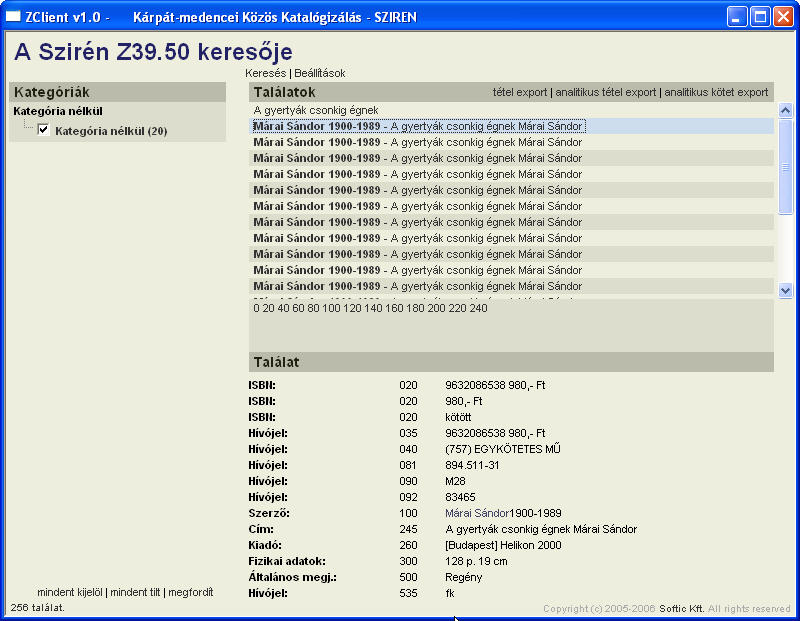 ZClient v1.0 - Kárpát-medencei Közös Katalógizálás - SZIREN
A Szirén Z39.50 keresője
Keresés | Beállítások
Kategóriák
Kategória nélkül
Kategória nélkül (20)
Találatok
tétel export | analitikus tétel export | analitikus kötet export
A gyertyák csonkig égnek
Márai Sándor 1900-1989 - A gyertyák csonkig égnek Márai Sándor
Márai Sándor 1900-1989 - A gyertyák csonkig égnek Márai Sándor
Márai Sándor 1900-1989 - A gyertyák csonkig égnek Márai Sándor
Márai Sándor 1900-1989 - A gyertyák csonkig égnek Márai Sándor
Márai Sándor 1900-1989 - A gyertyák csonkig égnek Márai Sándor
Márai Sándor 1900-1989 - A gyertyák csonkig égnek Márai Sándor
Márai Sándor 1900-1989 - A gyertyák csonkig égnek Márai Sándor
Márai Sándor 1900-1989 - A gyertyák csonkig égnek Márai Sándor
Márai Sándor 1900-1989 - A gyertyák csonkig égnek Márai Sándor
Márai Sándor 1900-1989 - A gyertyák csonkig égnek Márai Sándor
Márai Sándor 1900-1989 - A gyertyák csonkig égnek Márai Sándor
0 20 40 60 80 100 120 140 160 180 200 220 240
Találat
ISBN: 020 9632086538 980,- Ft
ISBN: 020 980,- Ft
ISBN: 020 kötött
Hívójel: 035 9632086538 980,- Ft
Hívójel: 040 (757) EGYKÖTETES MŰ
Hívójel: 081 894.511-31
Hívójel: 090 M28
Hívójel: 092 83465
Szerző: 100 Márai Sándor1900-1989
Cím: 245 A gyertyák csonkig égnek Márai Sándor
Kiadó: 260 [Budapest] Helikon 2000
Fizikai adatok: 300 128 p. 19 cm
Általános megj.: 500 Regény
Hívójel: 535 fk
mindent kijelöl | mindent tilt | megfordít
256 találat.
Copyright (c) 2005-2006 Softic Kft. All rights reserved